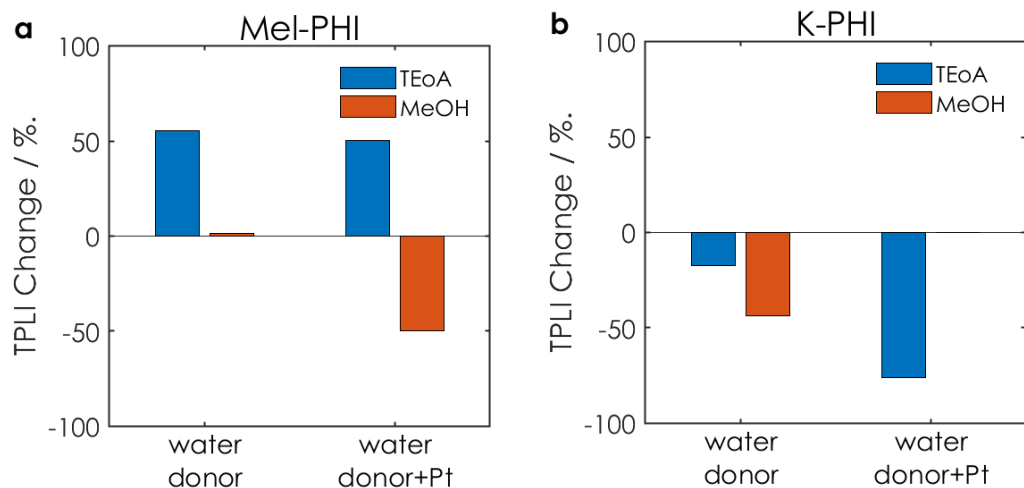 a
Mel-PHI
100
50
0
-50
-100
TPLI Change / %.
TEoA
MeOH
water
donor
water
donor+Pt
b
K-PHI
100
50
0
-50
-100
TPLI Change / %.
TEoA
MeOH
water
donor
water
donor+Pt